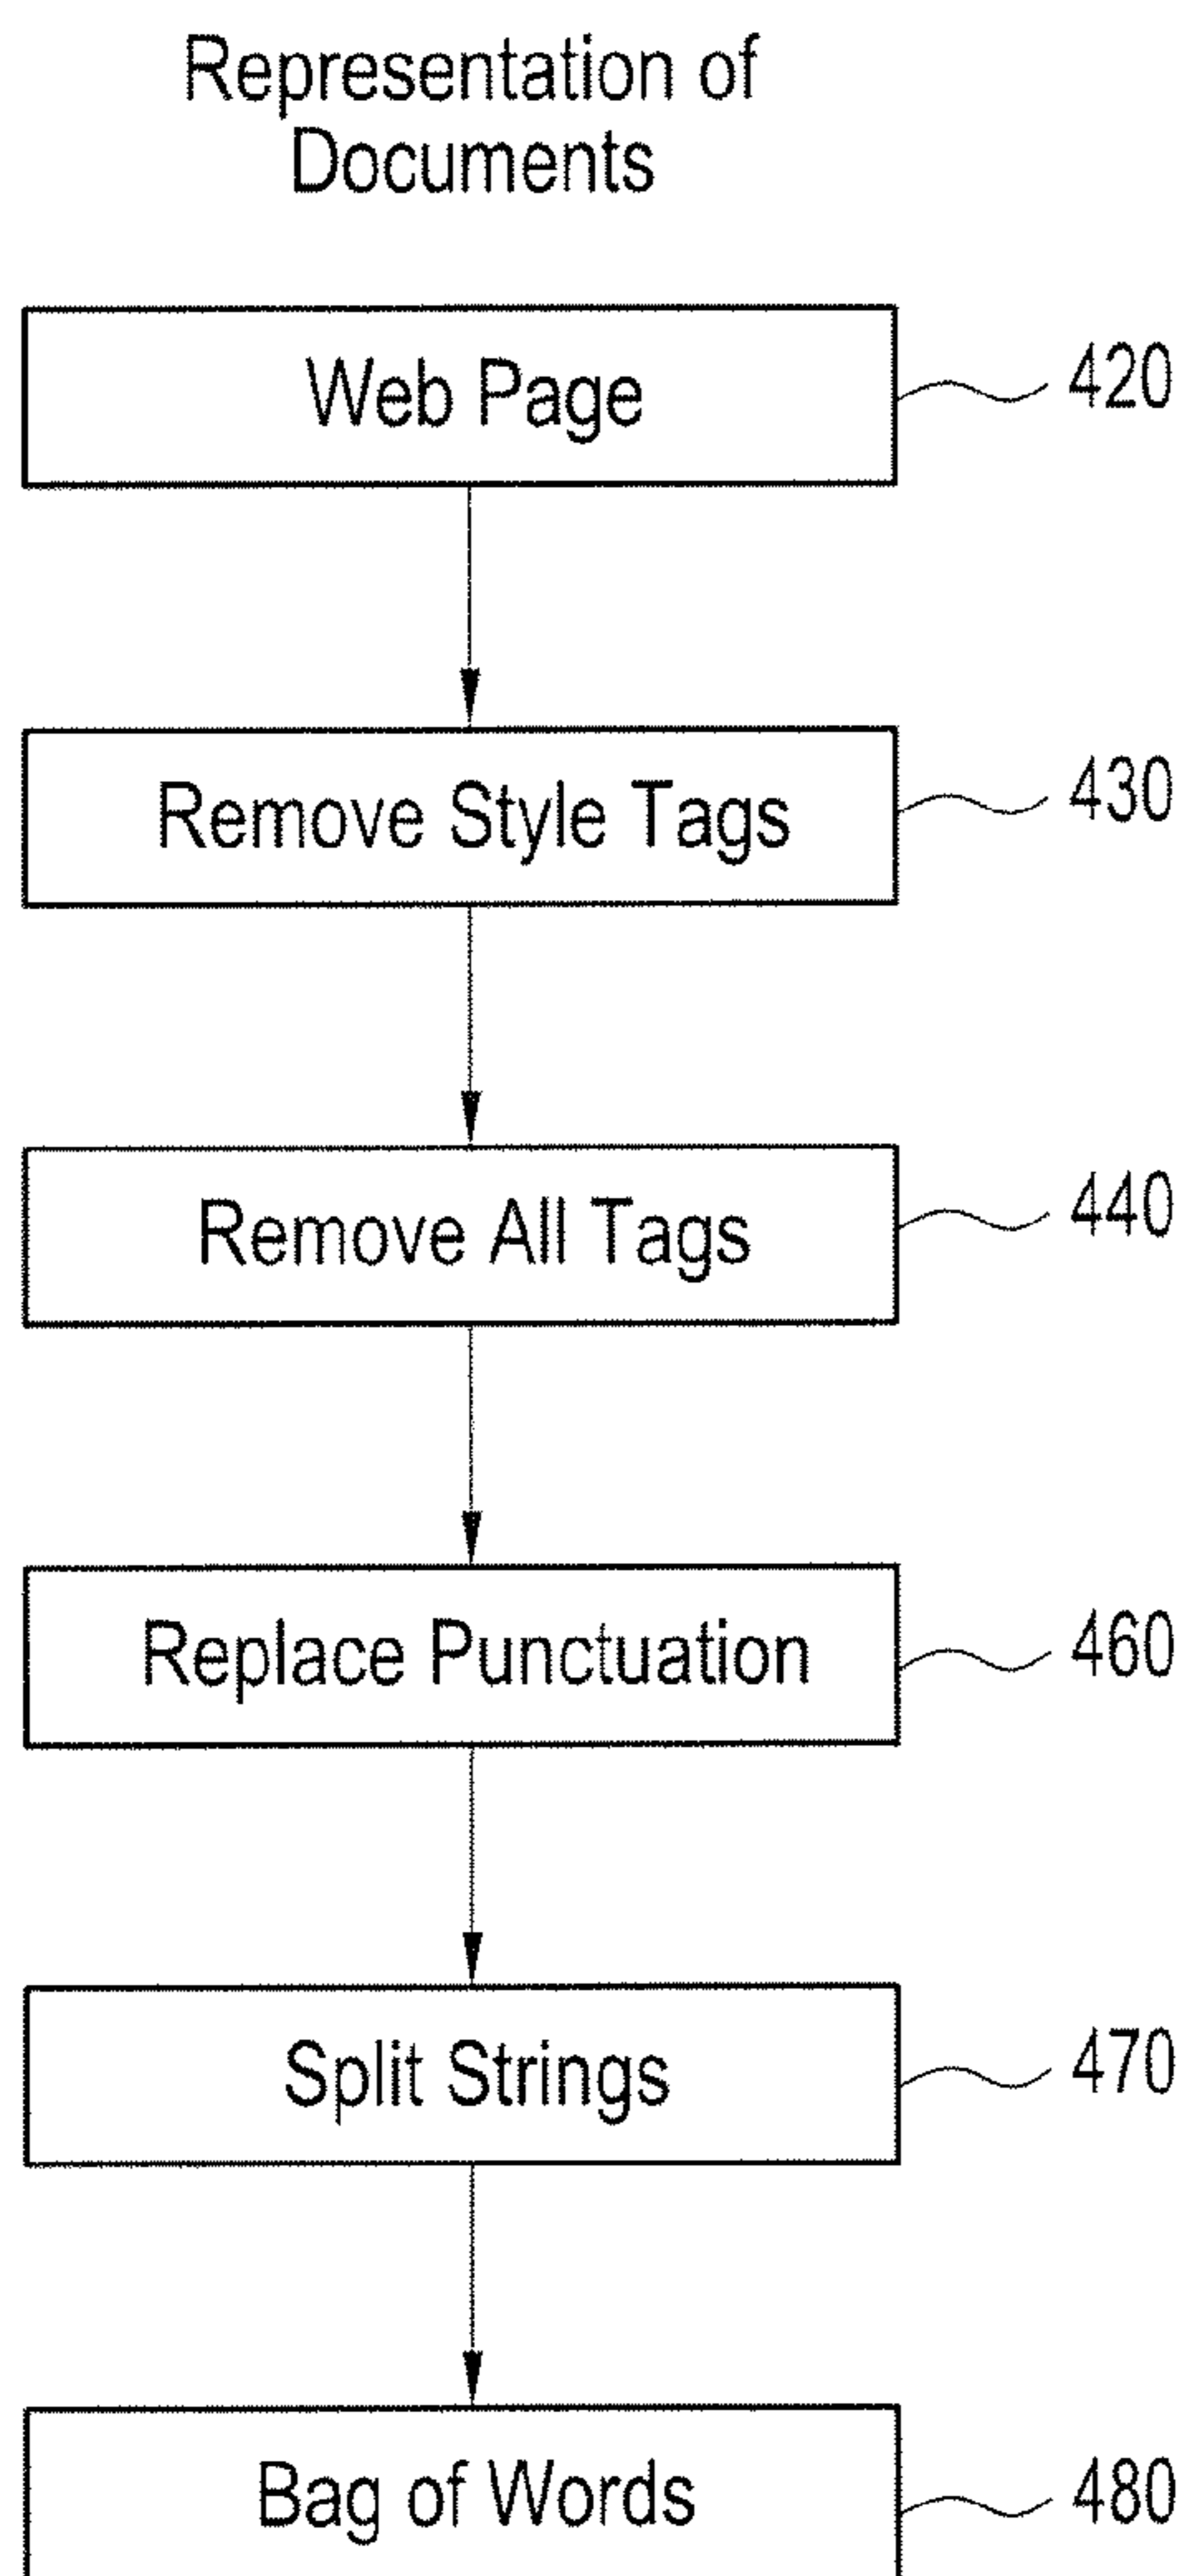 Representation of
Documents
Web Page
420
Remove Style Tags
430
Remove All Tags
440
Replace Punctuation
460
Split Strings
470
Bag of Words
480